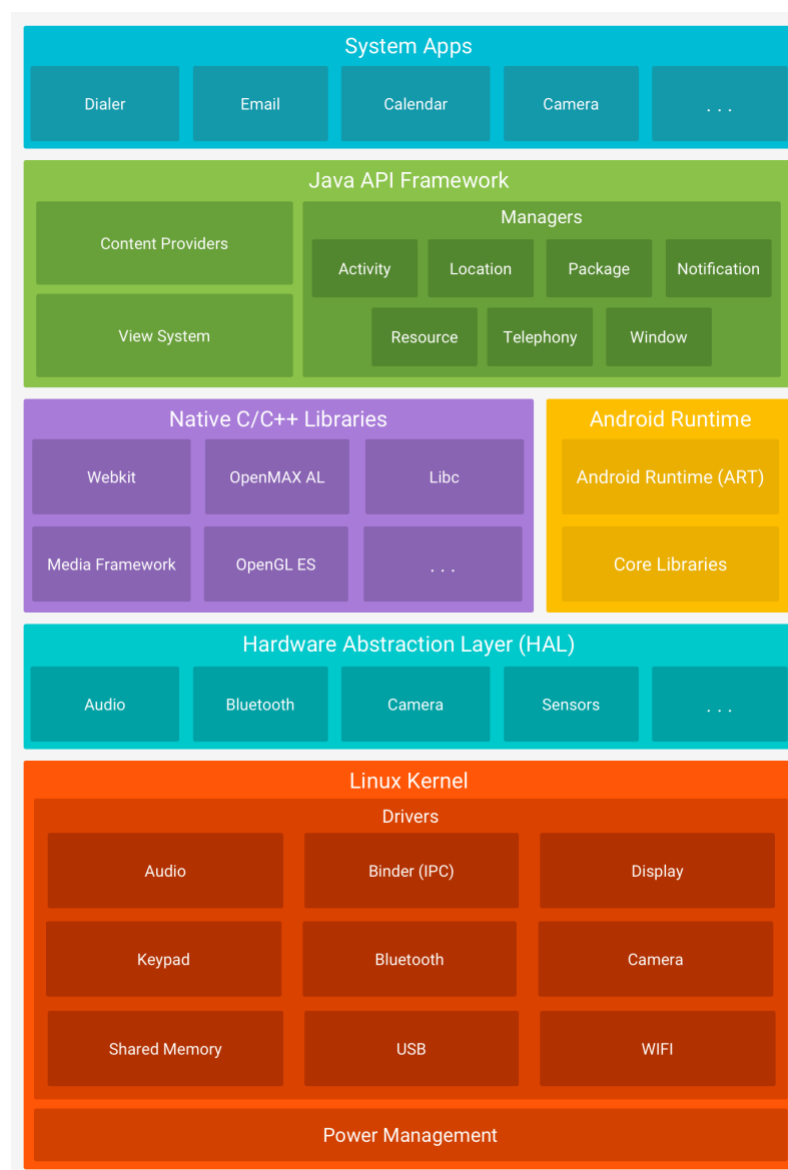 System Apps
Dialer Email Calendar Camera . . .
Java API Framework
Content Providers
View System
Managers
Activity Location Package Notification
Resource Telephony Window
Native C/C++ Libraries
Webkit OpenMAX AL Libc
Media Framework OpenGL ES . . .
Android Runtime
Android Runtime (ART)
Core Libraries
Hardware Abstraction Layer (HAL)
Audio Bluetooth Camera Sensors . . .
Linux Kernel
Drivers
Audio Binder (IPC) Display
Keypad Bluetooth Camera
Shared Memory USB WIFI
Power Management